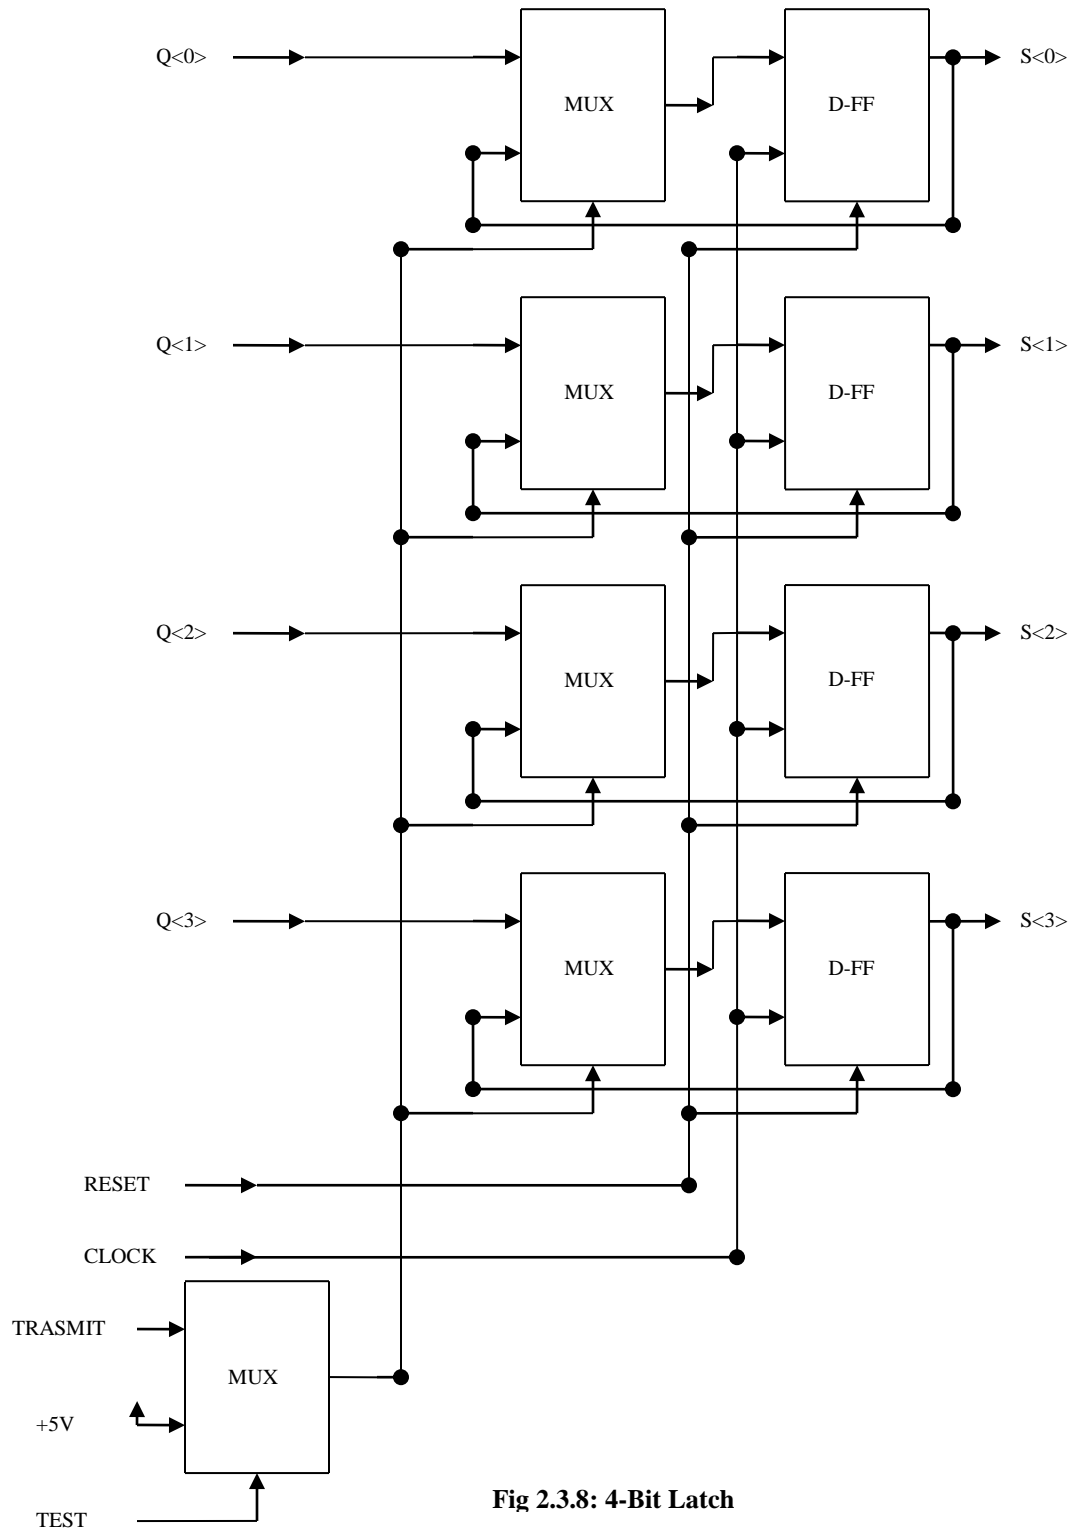 Q<0>
MUX
D-FF
S<0>
Q<1>
MUX
D-FF
S<1>
Q<2>
MUX
D-FF
S<2>
Q<3>
MUX
D-FF
S<3>
RESET
CLOCK
TRASMIT
MUX
+5V
TEST
Fig 2.3.8: 4-Bit Latch